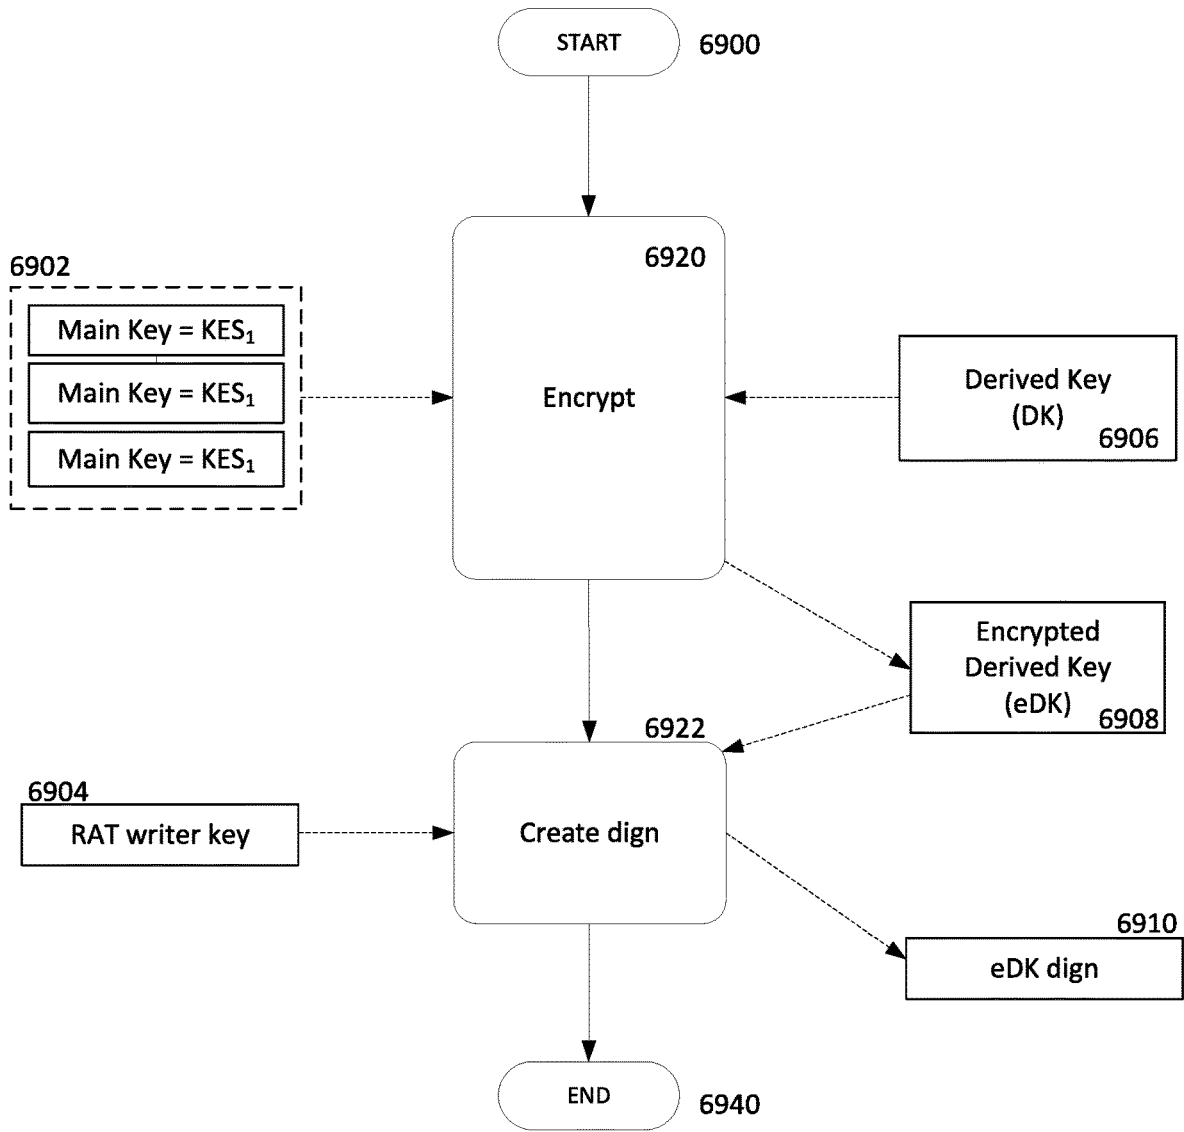 START
6900
6920
6902
Main Key = KES₁
Main Key = KES₁
Main Key = KES₁
Encrypt
Derived Key
(DK)
6906
Encrypted
Derived Key
(eDK)
6908
6922
6904
RAT writer key
Create dign
6910
eDK dign
END
6940